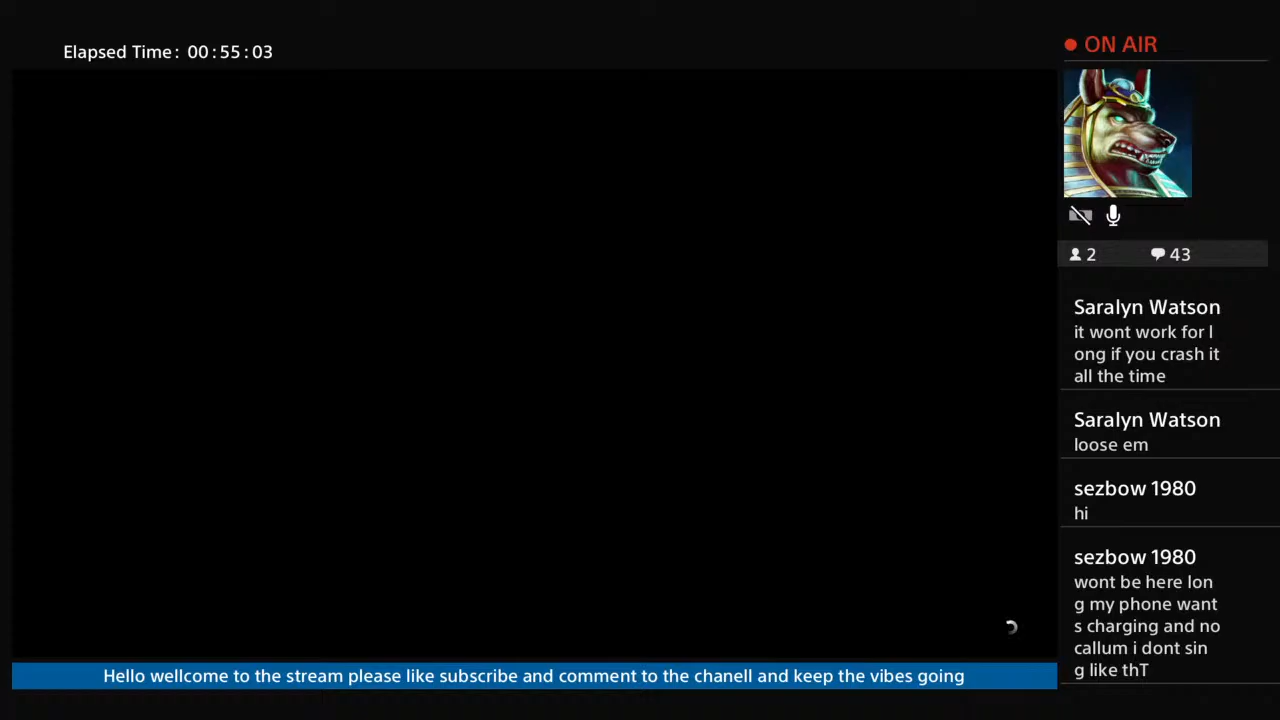 Elapsed Time: 00:55:03
ON AIR
2 43
Saralyn Watson
it wont work for l
ong if you crash it
all the time
Saralyn Watson
loose em
sezbow 1980
hi
sezbow 1980
wont be here lon
g my phone want
s charging and no
callum i dont sin
g like thT
Hello wellcome to the stream please like subscribe and comment to the chanell and keep the vibes going